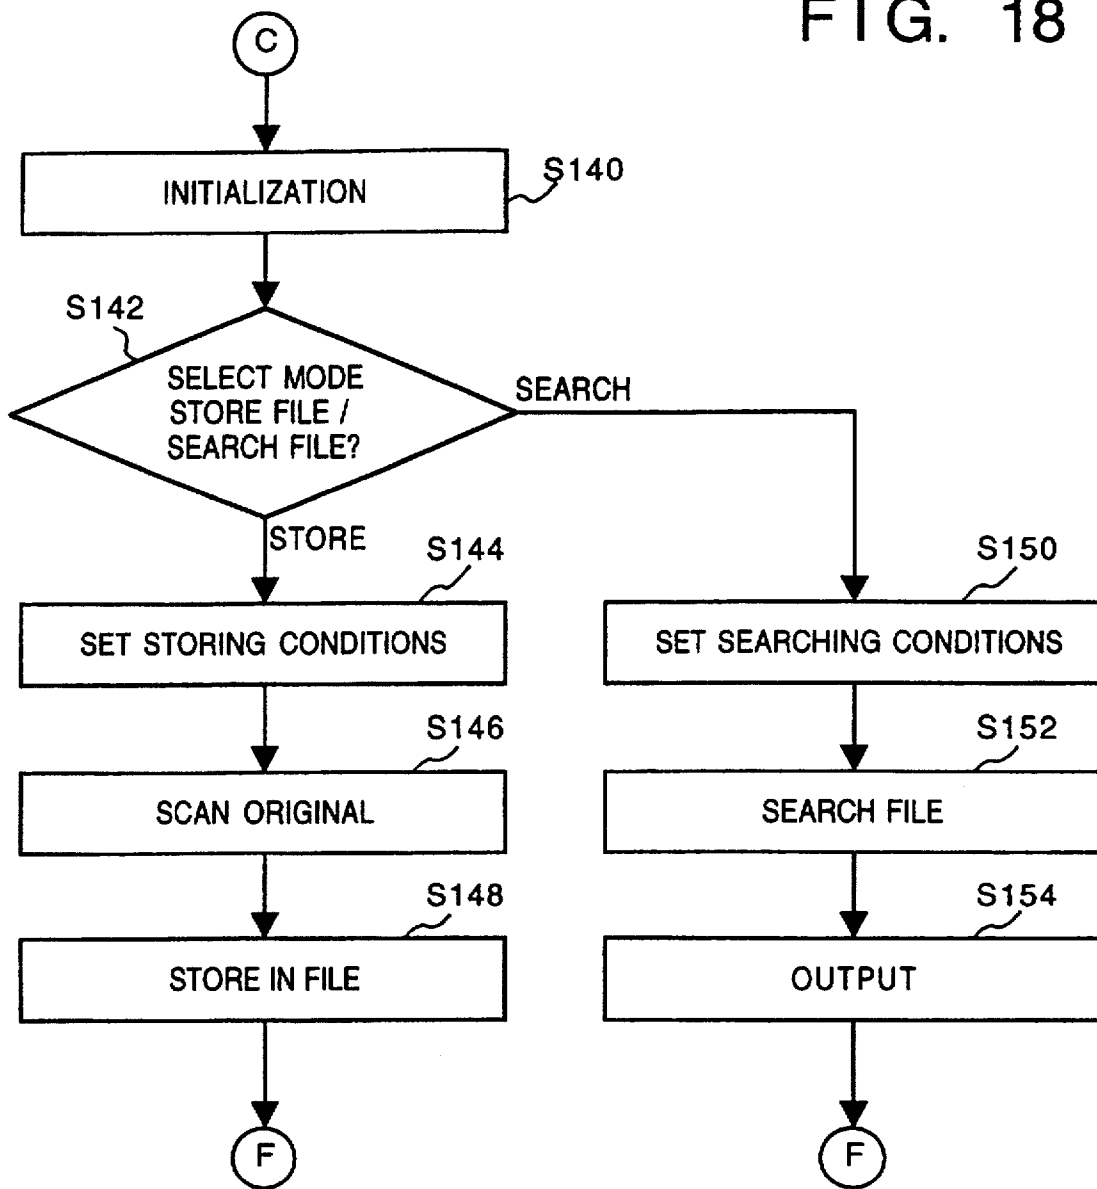 FIG. 18
C
INITIALIZATION
S140
S142
SELECT MODE
STORE FILE /
SEARCH FILE?
SEARCH
STORE
S144
SET STORING CONDITIONS
S146
SCAN ORIGINAL
S148
STORE IN FILE
F
S150
SET SEARCHING CONDITIONS
S152
SEARCH FILE
S154
OUTPUT
F